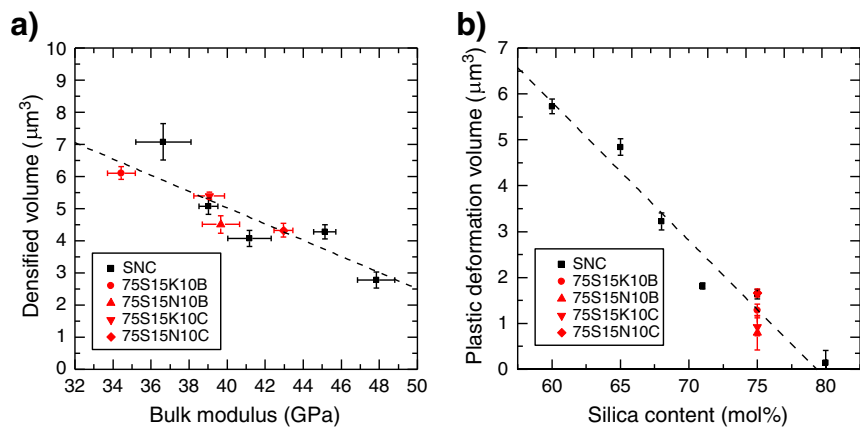 a)
Densified volume (μm³)
10
9
8
7
6
5
4
3
2
1
0
SNC
75S15K10B
75S15N10B
75S15K10C
75S15N10C
32 34 36 38 40 42 44 46 48 50
Bulk modulus (GPa)
b)
Plastic deformation volume (μm³)
7
6
5
4
3
2
1
0
SNC
75S15K10B
75S15N10B
75S15K10C
75S15N10C
60 65 70 75 80
Silica content (mol%)